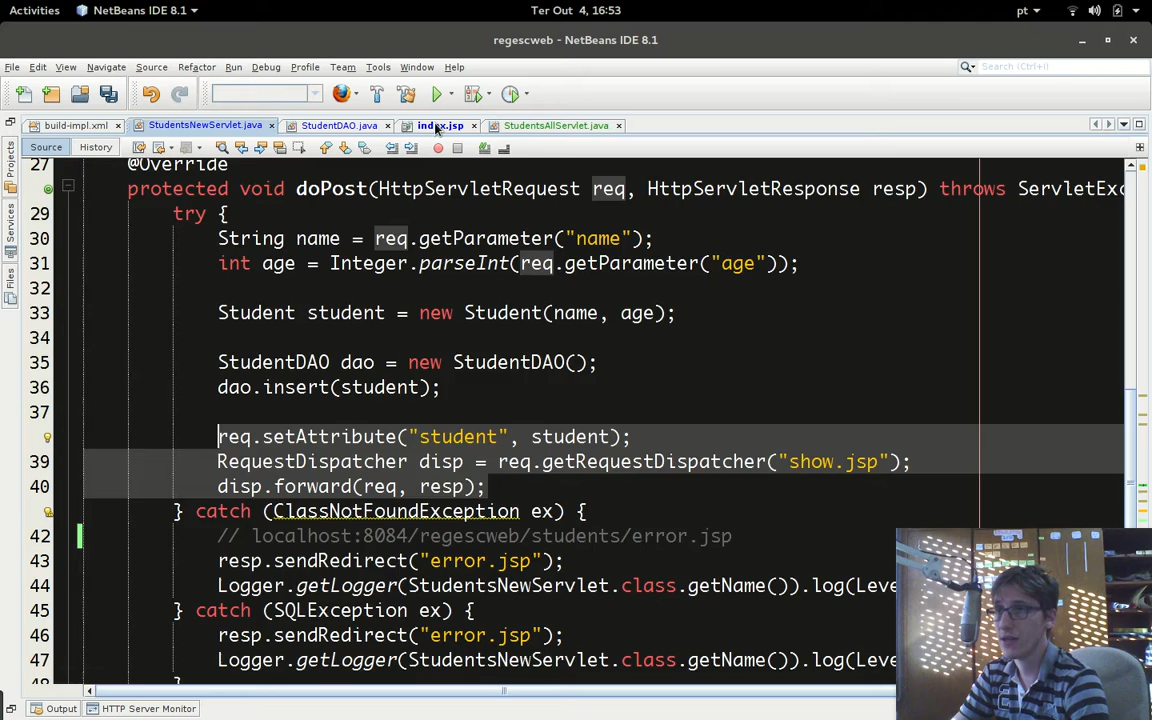 Activities NetBeans IDE 8.1 Ter Out 4, 16:53 pt
regescweb - NetBeans IDE 8.1
File Edit View Navigate Source Refactor Run Debug Profile Team Tools Window Help Search (Ctrl+I)
build-impl.xml StudentsNewServlet.java StudentDAO.java index.jsp StudentsAllServlet.java
Source History
Projects
Services
Files
27 @Override
protected void doPost(HttpServletRequest req, HttpServletResponse resp) throws ServletExc
29 try {
30 String name = req.getParameter("name");
31 int age = Integer.parseInt(req.getParameter("age"));
32
33 Student student = new Student(name, age);
34
35 StudentDAO dao = new StudentDAO();
36 dao.insert(student);
37
req.setAttribute("student", student);
39 RequestDispatcher disp = req.getRequestDispatcher("show.jsp");
40 disp.forward(req, resp);
} catch (ClassNotFoundException ex) {
42 // localhost:8084/regescweb/students/error.jsp
43 resp.sendRedirect("error.jsp");
44 Logger.getLogger(StudentsNewServlet.class.getName()).log(Leve
45 } catch (SQLException ex) {
46 resp.sendRedirect("error.jsp");
47 Logger.getLogger(StudentsNewServlet.class.getName()).log(Leve
Output HTTP Server Monitor